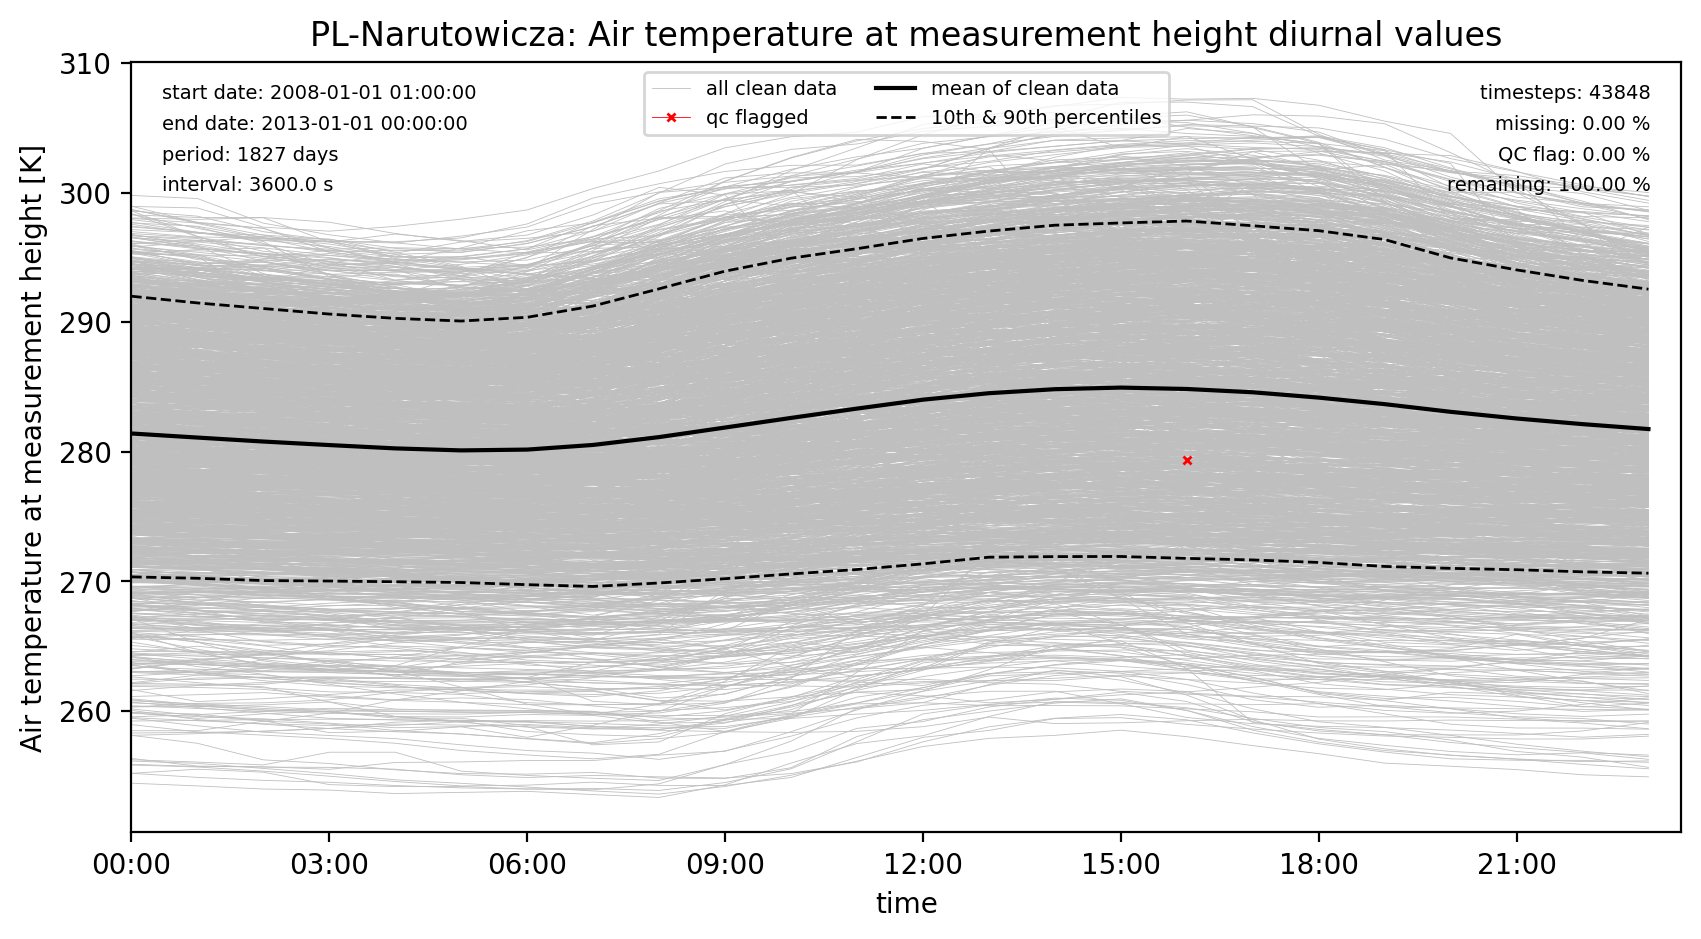 PL-Narutowicza: Air temperature at measurement height diurnal values
Air temperature at measurement height [K]
310
300
290
280
270
260
start date: 2008-01-01 01:00:00
end date: 2013-01-01 00:00:00
period: 1827 days
interval: 3600.0 s
all clean data
qc flagged
mean of clean data
10th & 90th percentiles
timesteps: 43848
missing: 0.00 %
QC flag: 0.00 %
remaining: 100.00 %
00:00 03:00 06:00 09:00 12:00 15:00 18:00 21:00
time